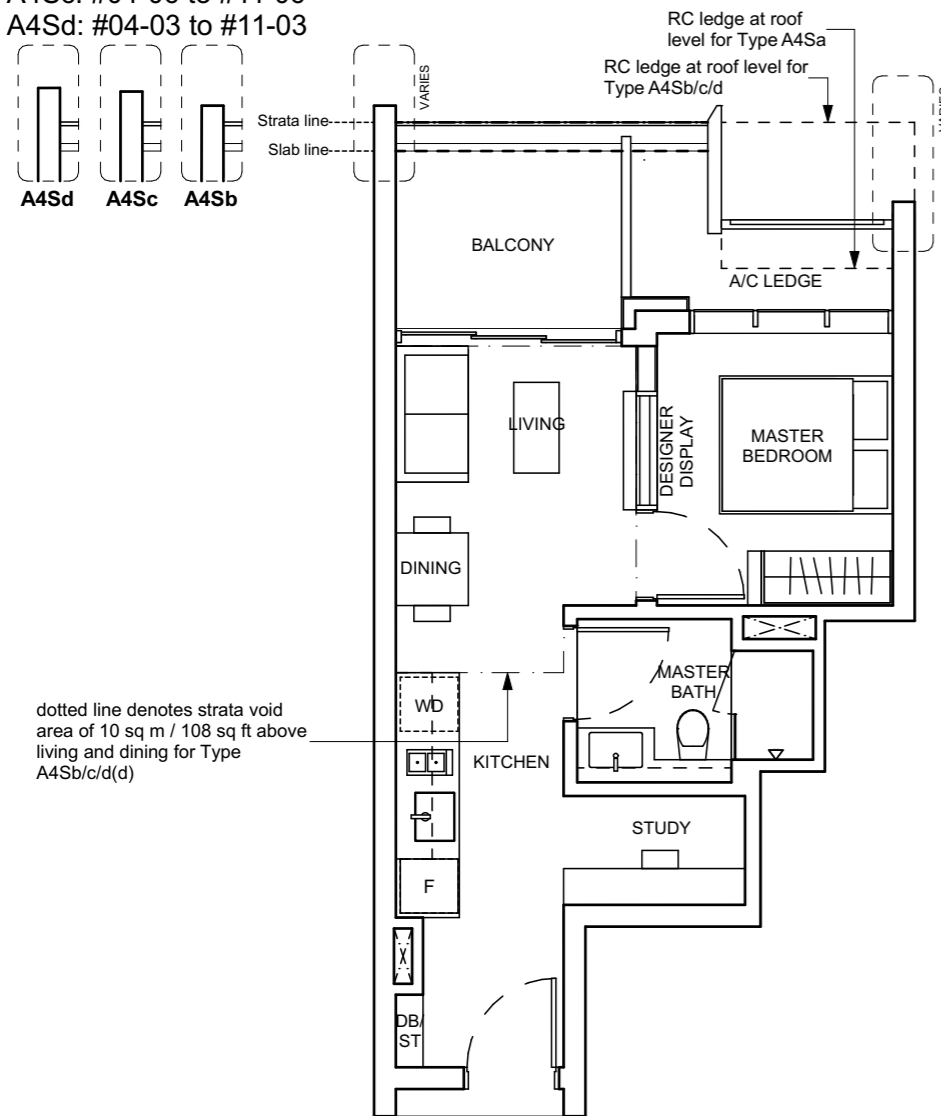 A4Sd: #04-03 to #11-03
RC ledge at roof
level for Type A4Sa
RC ledge at roof level for
Type A4Sb/c/d
VARIES
Strata line
Slab line
A4Sd
A4Sc
A4Sb
BALCONY
A/C LEDGE
LIVING
DESIGNER
DISPLAY
MASTER
BEDROOM
DINING
MASTER
BATH
WD
dotted line denotes strata void
area of 10 sq m / 108 sq ft above
living and dining for Type
A4Sb/c/d(d)
KITCHEN
STUDY
F
DB/
ST